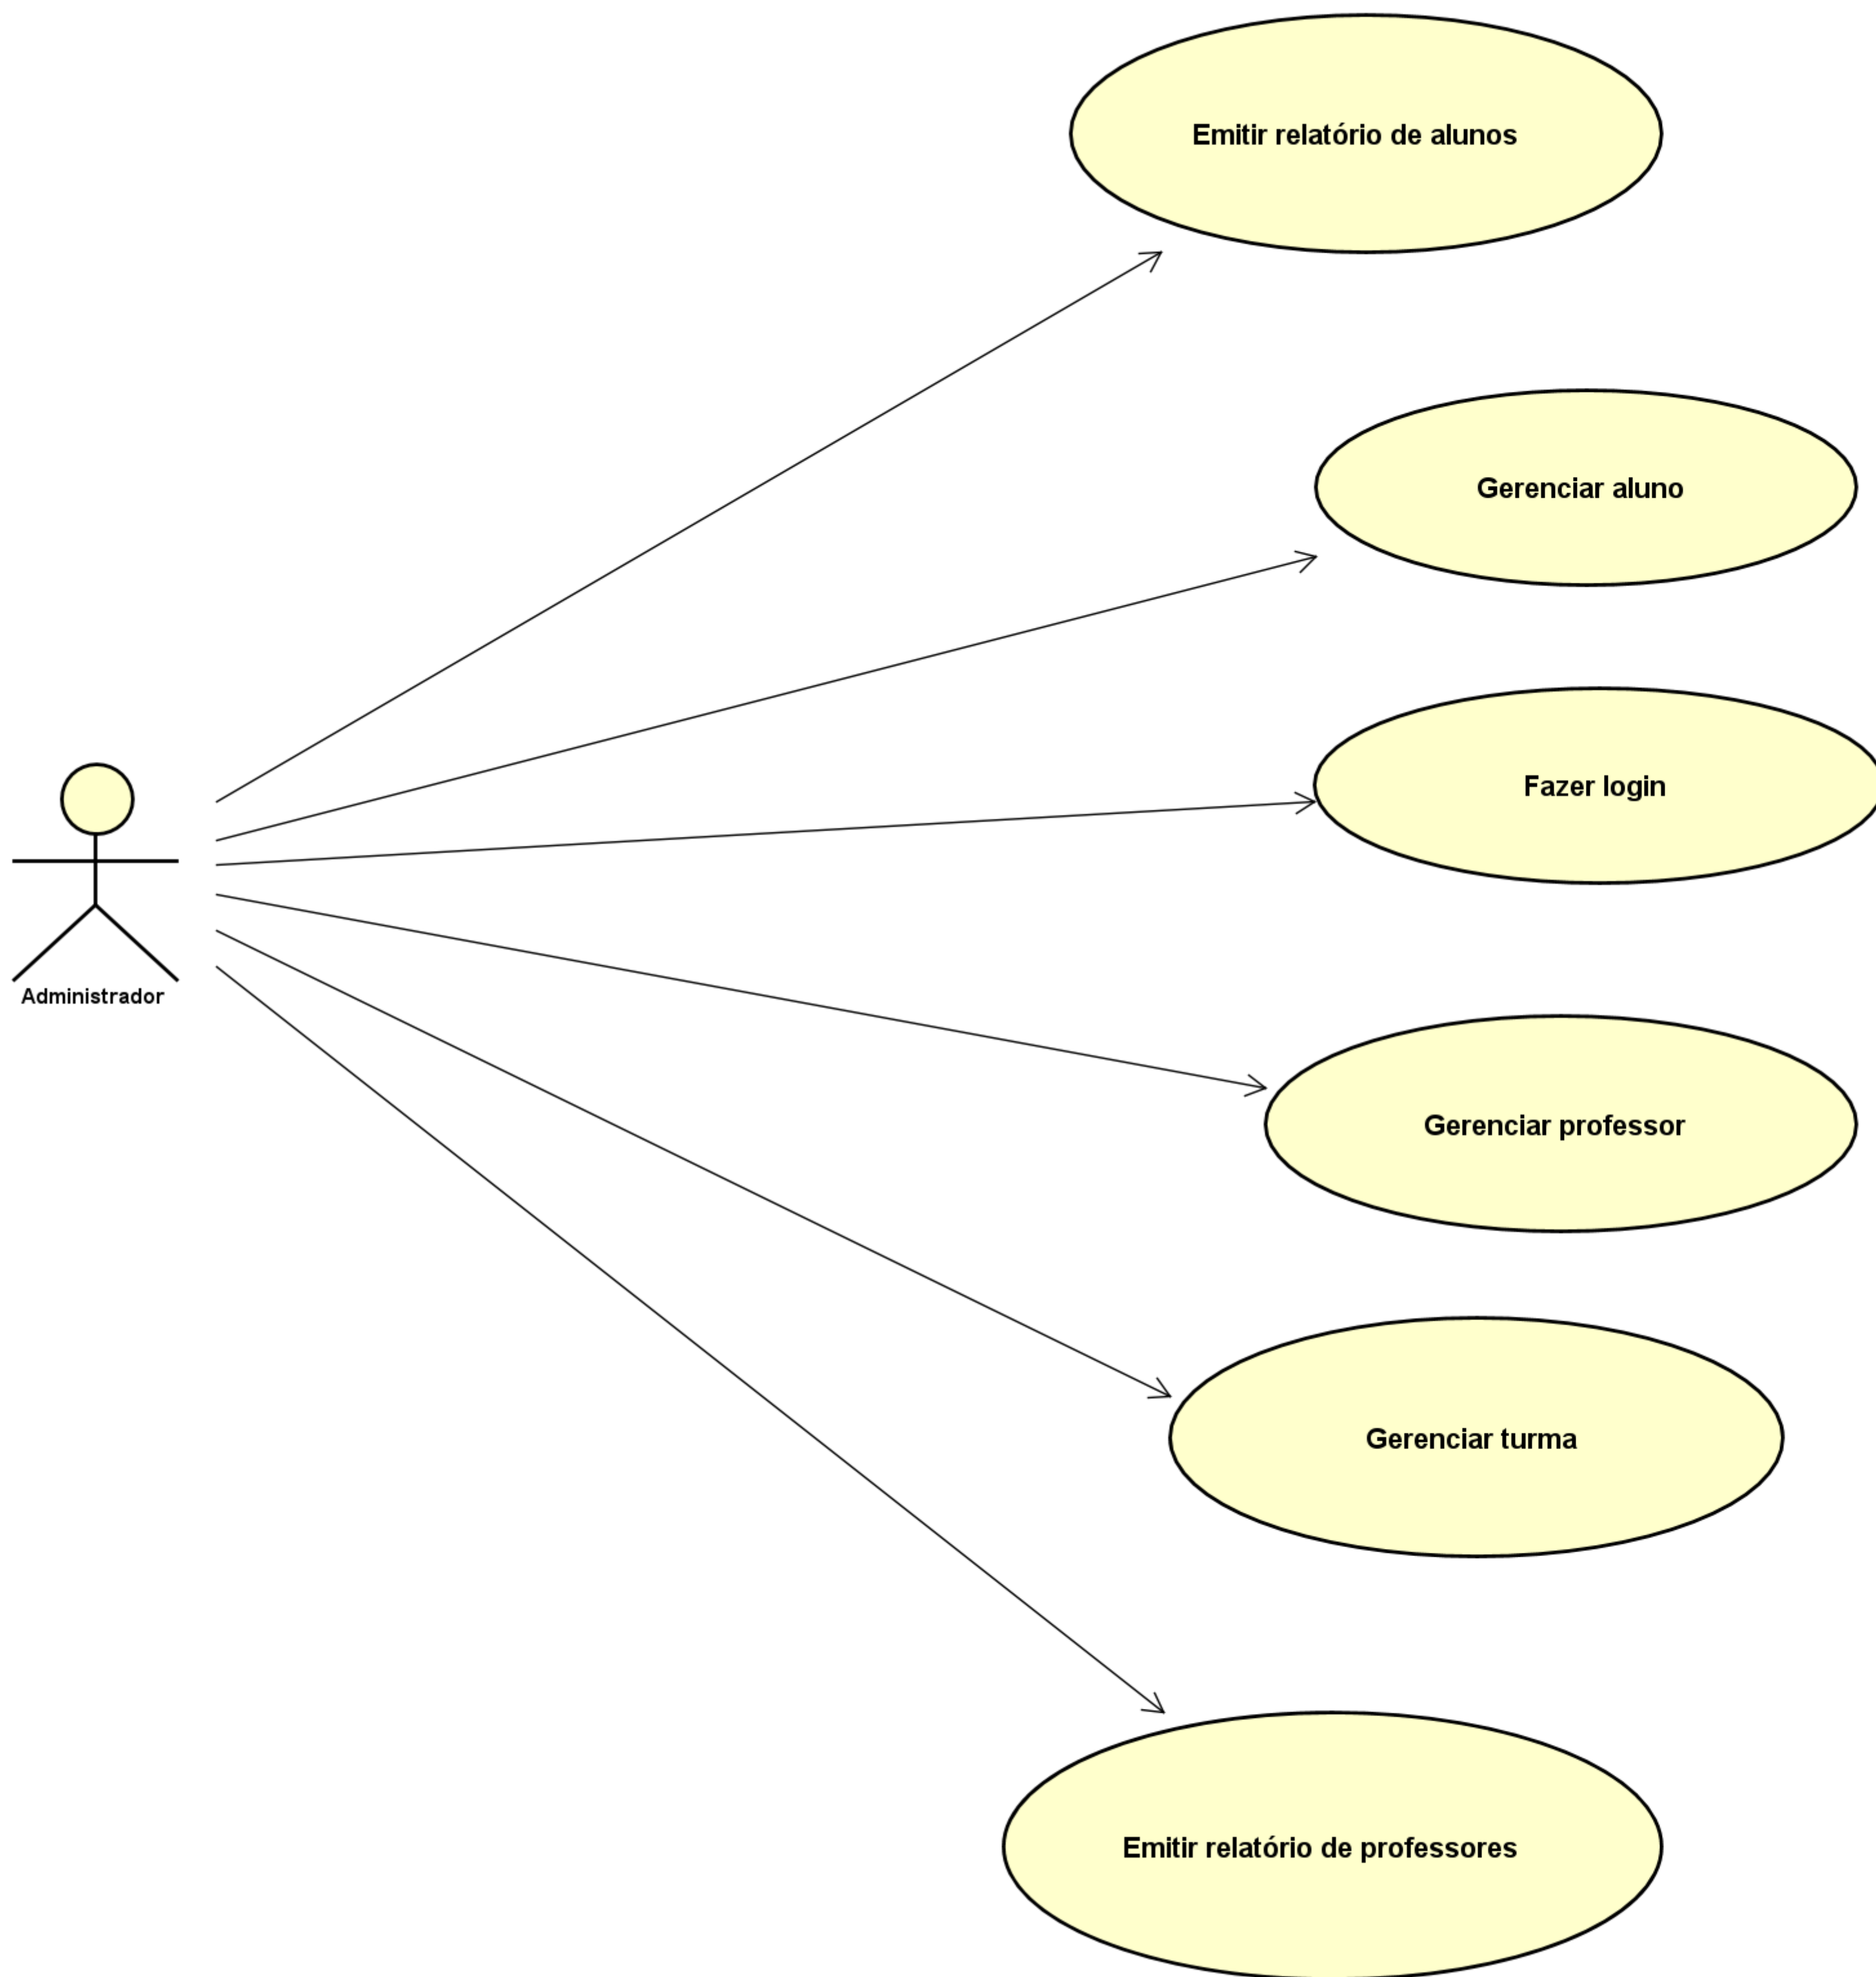 Emitir relatório de alunos
Gerenciar aluno
Fazer login
Administrador
Gerenciar professor
Gerenciar turma
Emitir relatório de professores